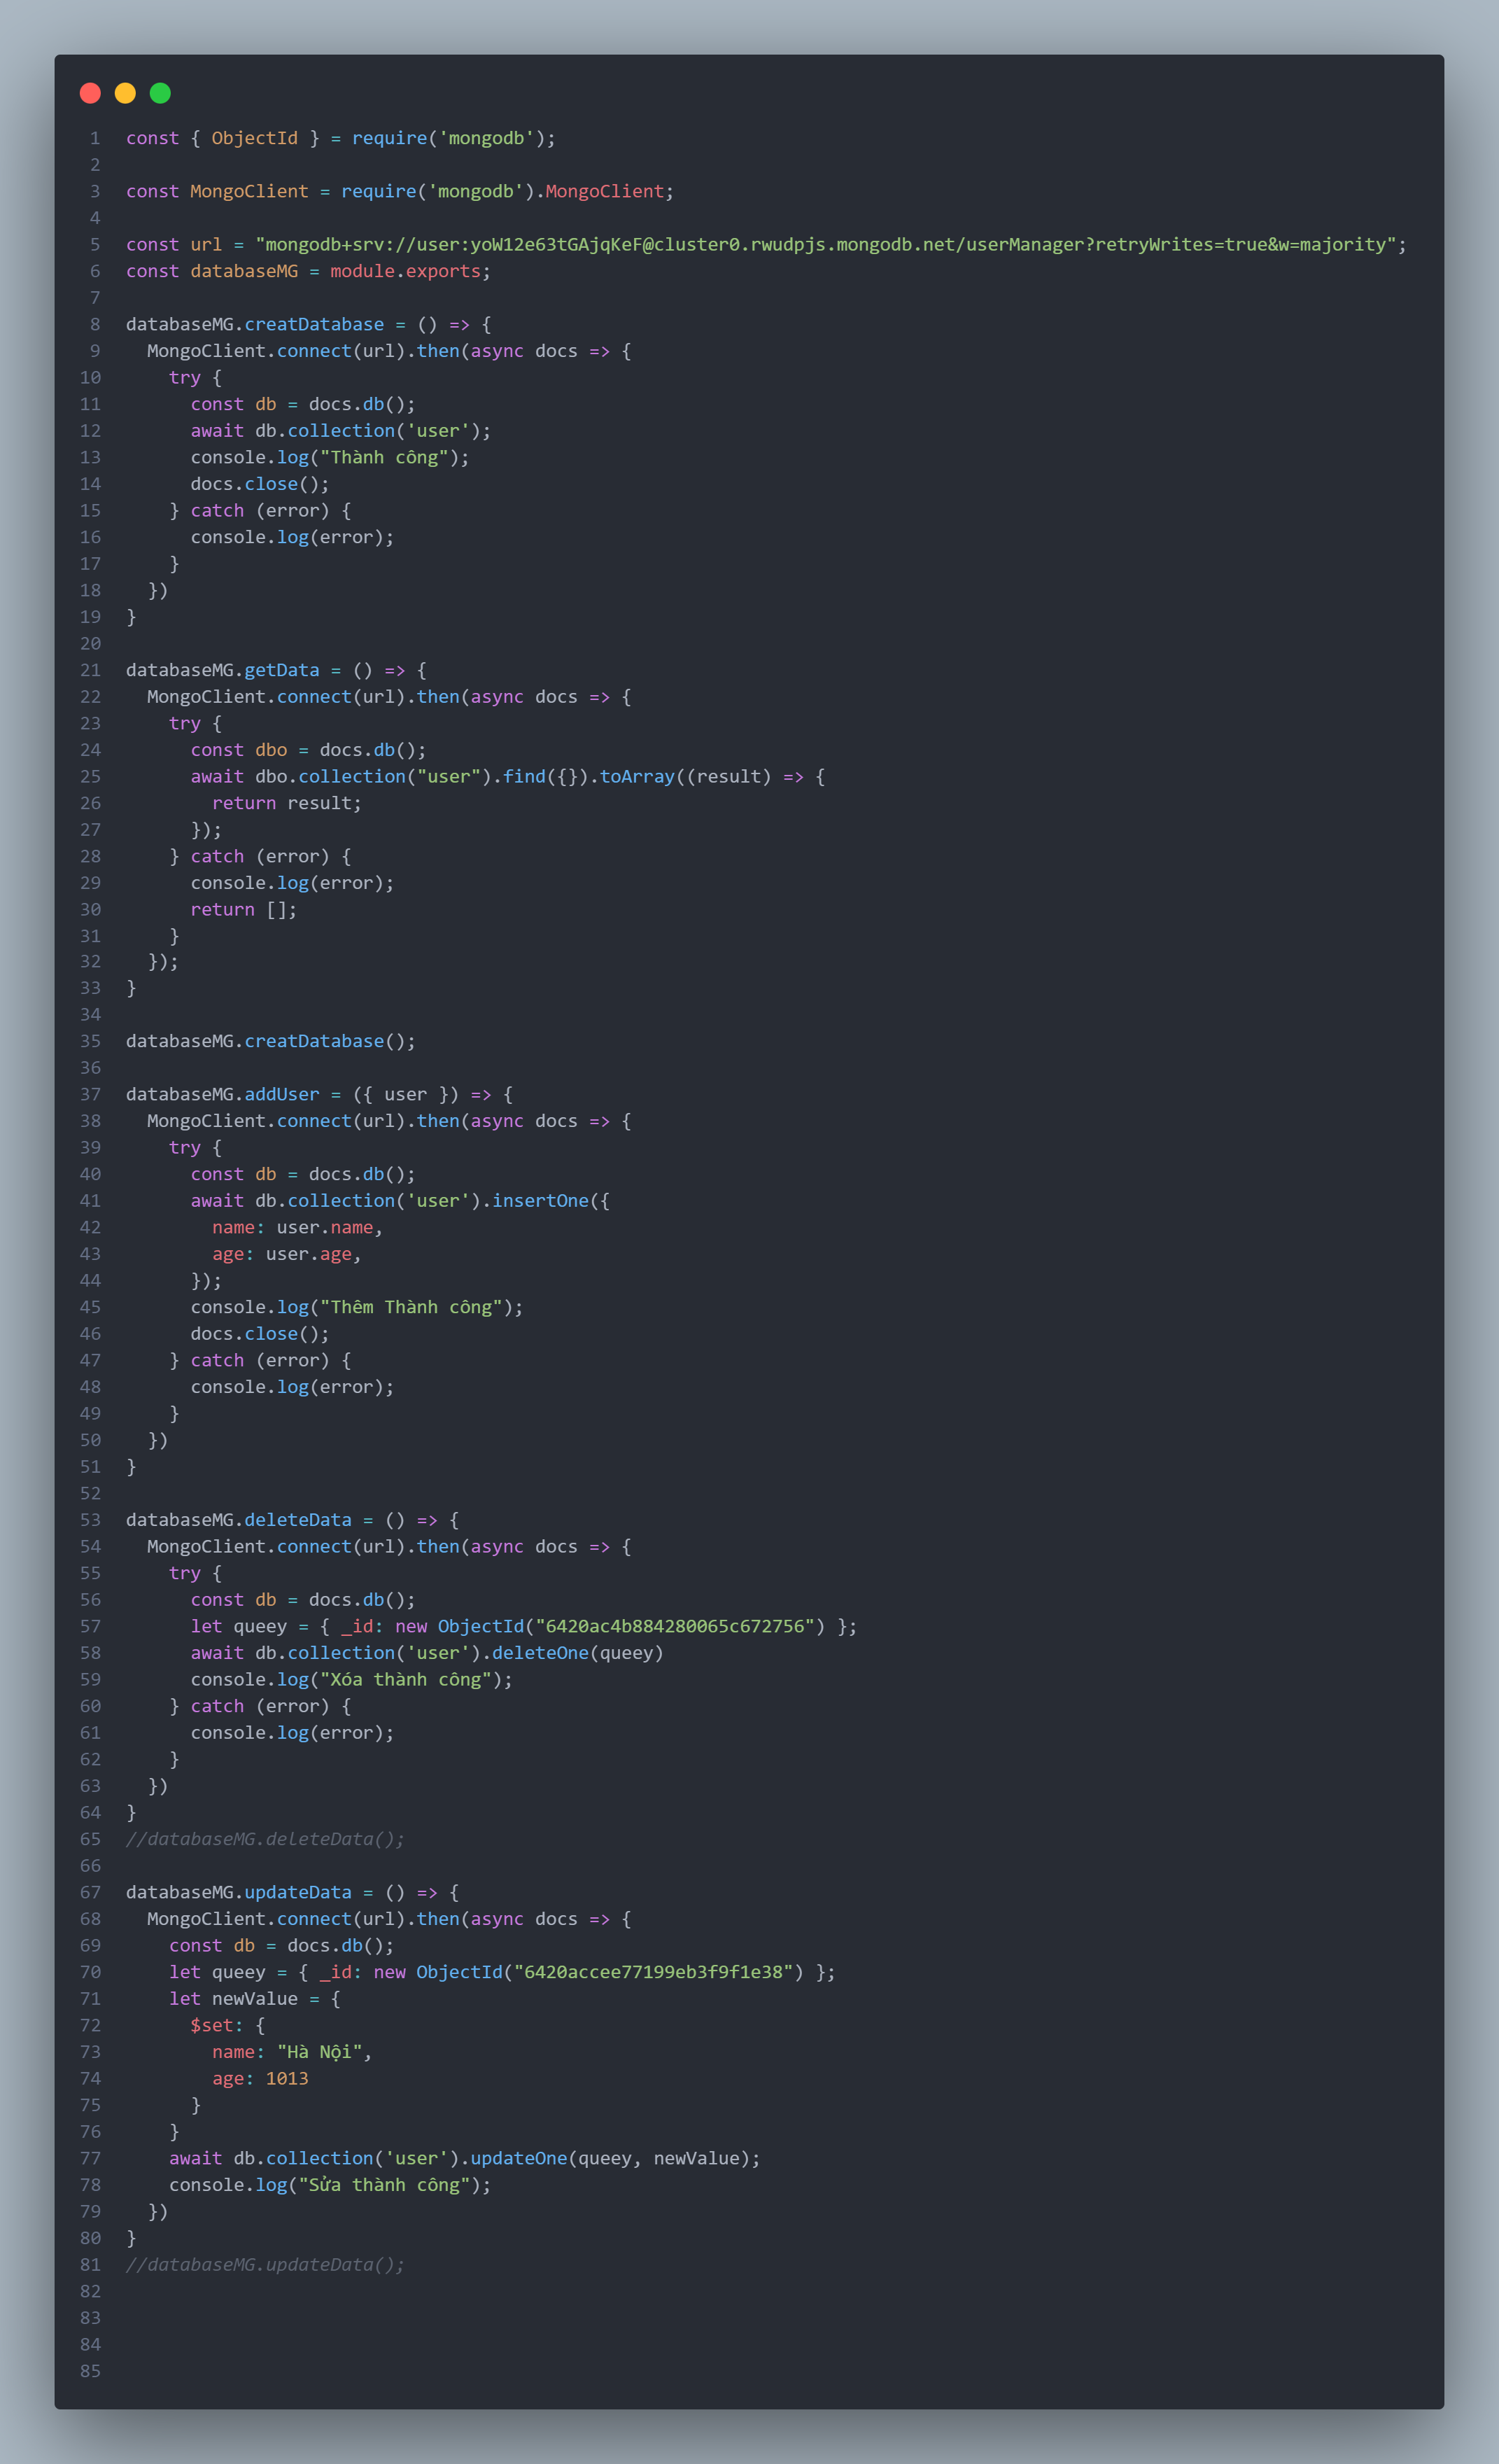 1 const { ObjectId } = require('mongodb');
2
3 const MongoClient = require('mongodb').MongoClient;
4
5 const url = "mongodb+srv://user:yoW12e63tGAjqKeF@cluster0.rwudpjs.mongodb.net/userManager?retryWrites=true&w=majority";
6 const databaseMG = module.exports;
7
8 databaseMG.creatDatabase = () => {
9   MongoClient.connect(url).then(async docs => {
10     try {
11       const db = docs.db();
12       await db.collection('user');
13       console.log("Thành công");
14       docs.close();
15     } catch (error) {
16       console.log(error);
17     }
18   })
19 }
20
21 databaseMG.getData = () => {
22   MongoClient.connect(url).then(async docs => {
23     try {
24       const dbo = docs.db();
25       await dbo.collection("user").find({}).toArray((result) => {
26         return result;
27       });
28     } catch (error) {
29       console.log(error);
30       return [];
31     }
32   });
33 }
34
35 databaseMG.creatDatabase();
36
37 databaseMG.addUser = ({ user }) => {
38   MongoClient.connect(url).then(async docs => {
39     try {
40       const db = docs.db();
41       await db.collection('user').insertOne({
42         name: user.name,
43         age: user.age,
44       });
45       console.log("Thêm Thành công");
46       docs.close();
47     } catch (error) {
48       console.log(error);
49     }
50   })
51 }
52
53 databaseMG.deleteData = () => {
54   MongoClient.connect(url).then(async docs => {
55     try {
56       const db = docs.db();
57       let queey = { _id: new ObjectId("6420ac4b884280065c672756") };
58       await db.collection('user').deleteOne(queey)
59       console.log("Xóa thành công");
60     } catch (error) {
61       console.log(error);
62     }
63   })
64 }
65 //databaseMG.deleteData();
66
67 databaseMG.updateData = () => {
68   MongoClient.connect(url).then(async docs => {
69     const db = docs.db();
70     let queey = { _id: new ObjectId("6420accee77199eb3f9f1e38") };
71     let newValue = {
72       $set: {
73         name: "Hà Nội",
74         age: 1013
75       }
76     }
77     await db.collection('user').updateOne(queey, newValue);
78     console.log("Sửa thành công");
79   })
80 }
81 //databaseMG.updateData();
82
83
84
85